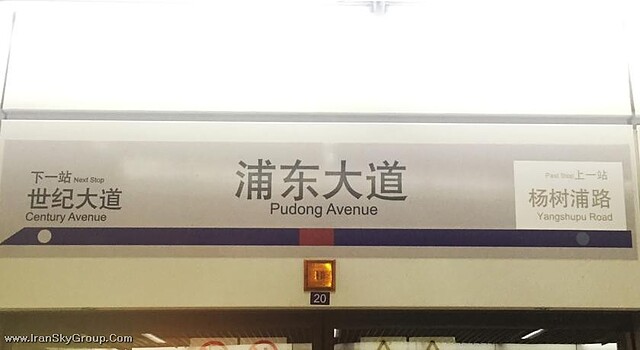 下一站 Next Stop
世纪大道
Century Avenue
浦东大道
Pudong Avenue
Past Stop 上一站
杨树浦路
Yangshupu Road
20
www.IranSkyGroup.Com